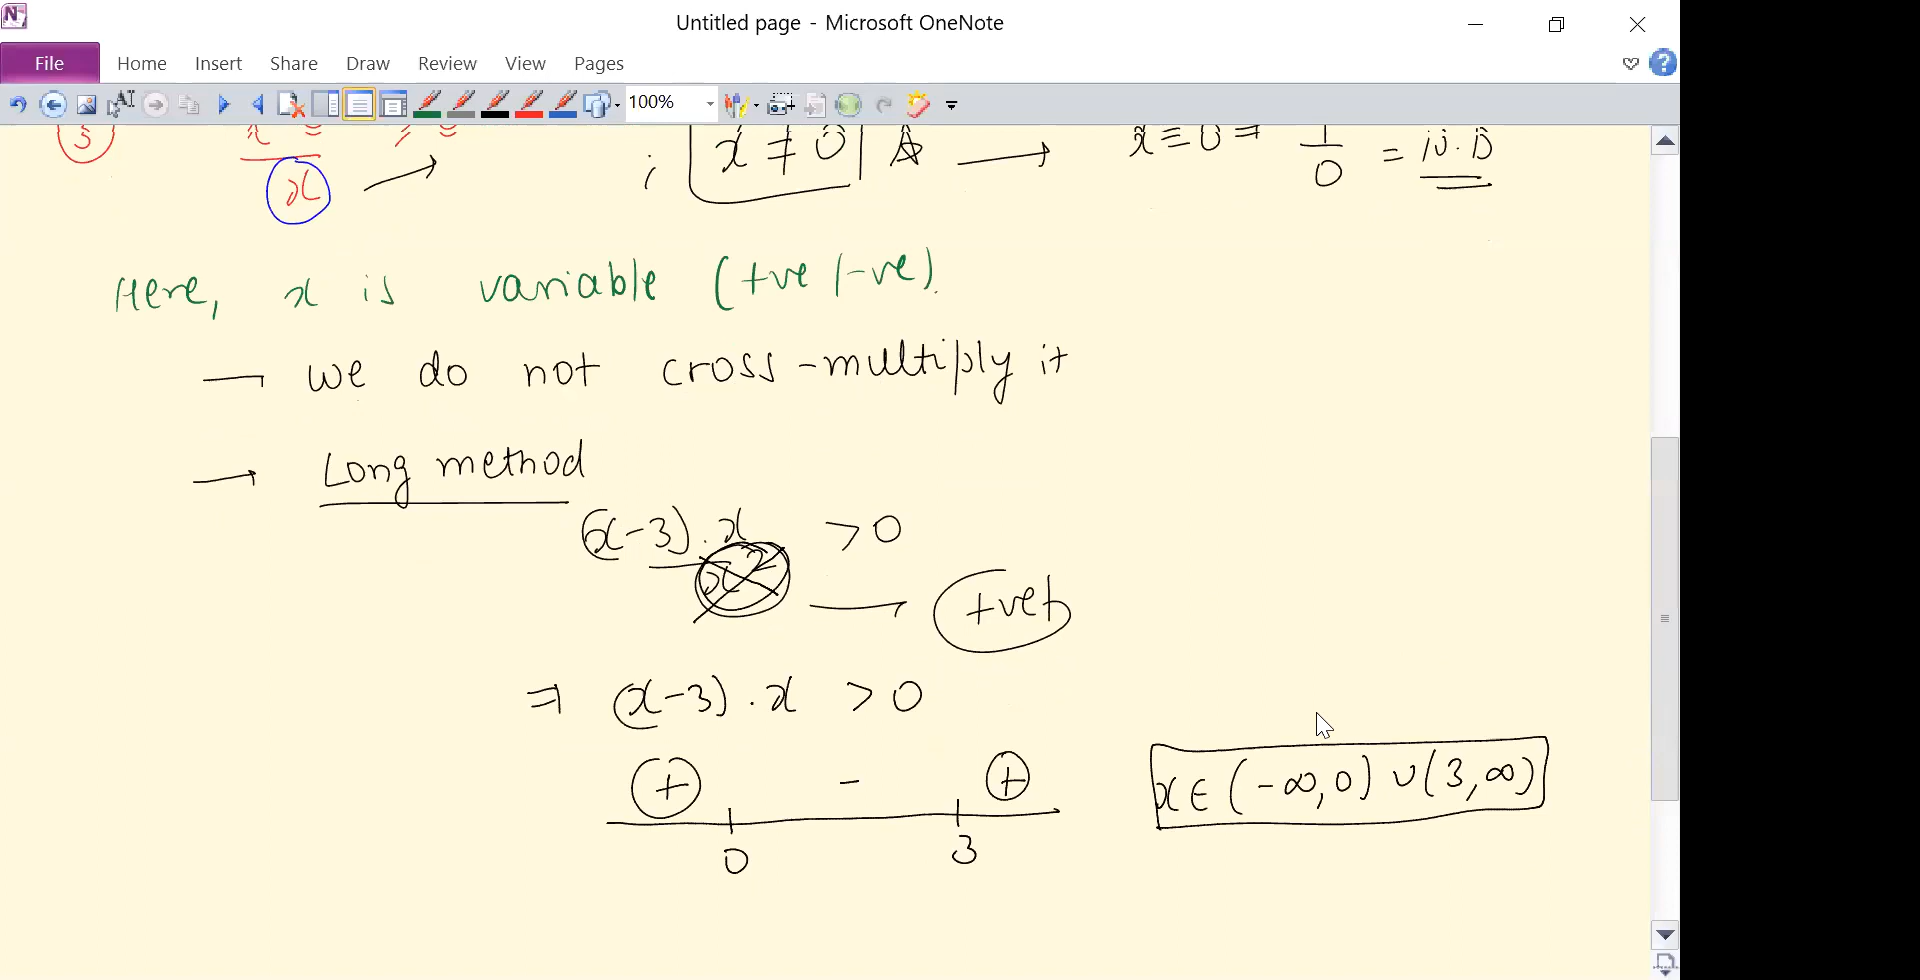 Untitled page - Microsoft OneNote
File Home Insert Share Draw Review View Pages
100%
x
; x ≠ 0 → x = 0 ⇒ 1/0 = N.D
Here, x is variable (+ve/-ve).
— we do not cross-multiply it
→ Long method
(x-3).x / x² > 0 → +ve
⇒ (x-3).x > 0
+ - +
0 3
x ∈ (-∞,0) ∪ (3,∞)